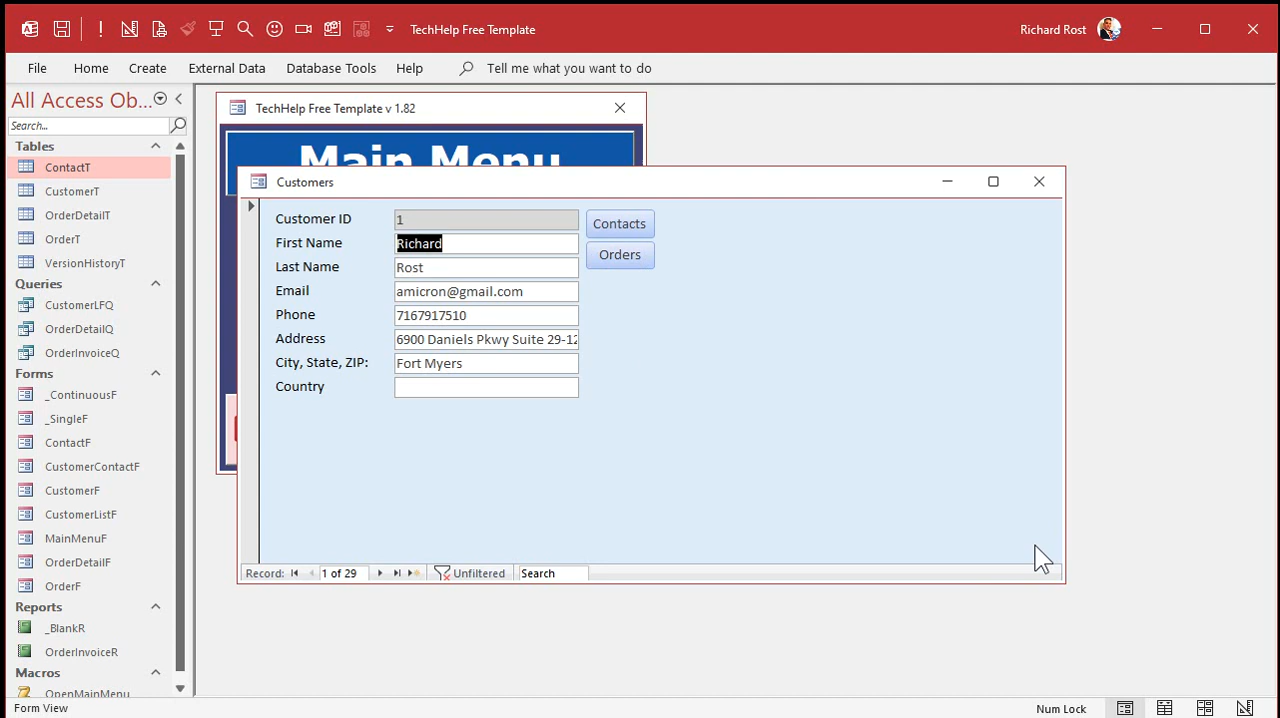 TechHelp Free Template
Richard Rost
File Home Create External Data Database Tools Help Tell me what you want to do
All Access Ob...
Search...
Tables
ContactT
CustomerT
OrderDetailT
OrderT
VersionHistoryT
Queries
CustomerLFQ
OrderDetailQ
OrderInvoiceQ
Forms
_ContinuousF
_SingleF
ContactF
CustomerContactF
CustomerF
CustomerListF
MainMenuF
OrderDetailF
OrderF
Reports
_BlankR
OrderInvoiceR
Macros
OpenMainMenu
TechHelp Free Template v 1.82
Main Menu
Customers
Customer ID 1
First Name Richard
Last Name Rost
Email amicron@gmail.com
Phone 7167917510
Address 6900 Daniels Pkwy Suite 29-12
City, State, ZIP: Fort Myers
Country
Contacts
Orders
Record: 1 of 29 Unfiltered Search
Form View
Num Lock